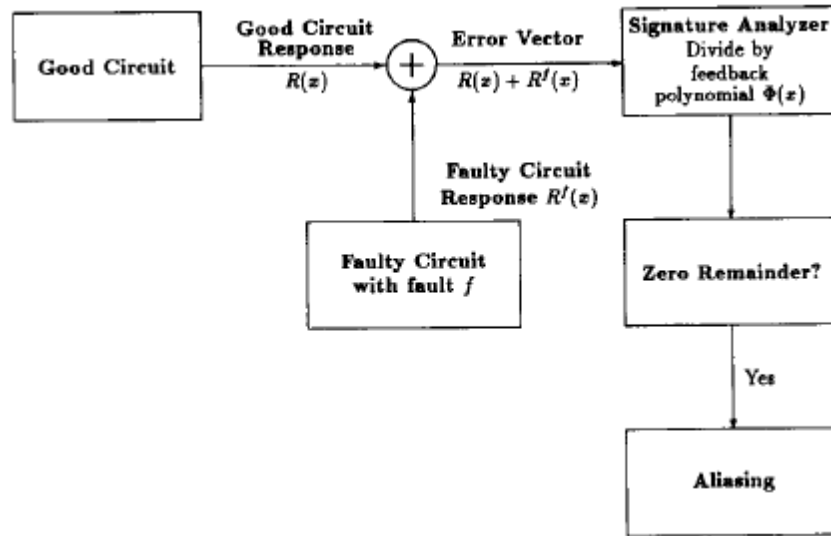 Good Circuit
Good Circuit
Response
R(x)
+
Error Vector
R(x) + R^f(x)
Signature Analyzer
Divide by
feedback
polynomial Φ(x)
Faulty Circuit
Response R^f(x)
Faulty Circuit
with fault f
Zero Remainder?
Yes
Aliasing